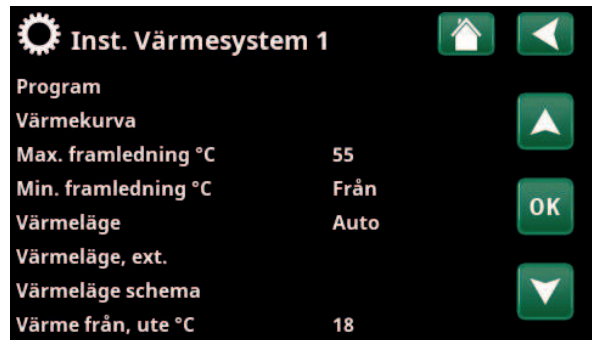 Inst. Värmesystem 1
Program
Värmekurva
Max. framledning °C 55
Min. framledning °C Från
Värmeläge Auto
OK
Värmeläge, ext.
Värmeläge schema
Värme från, ute °C 18